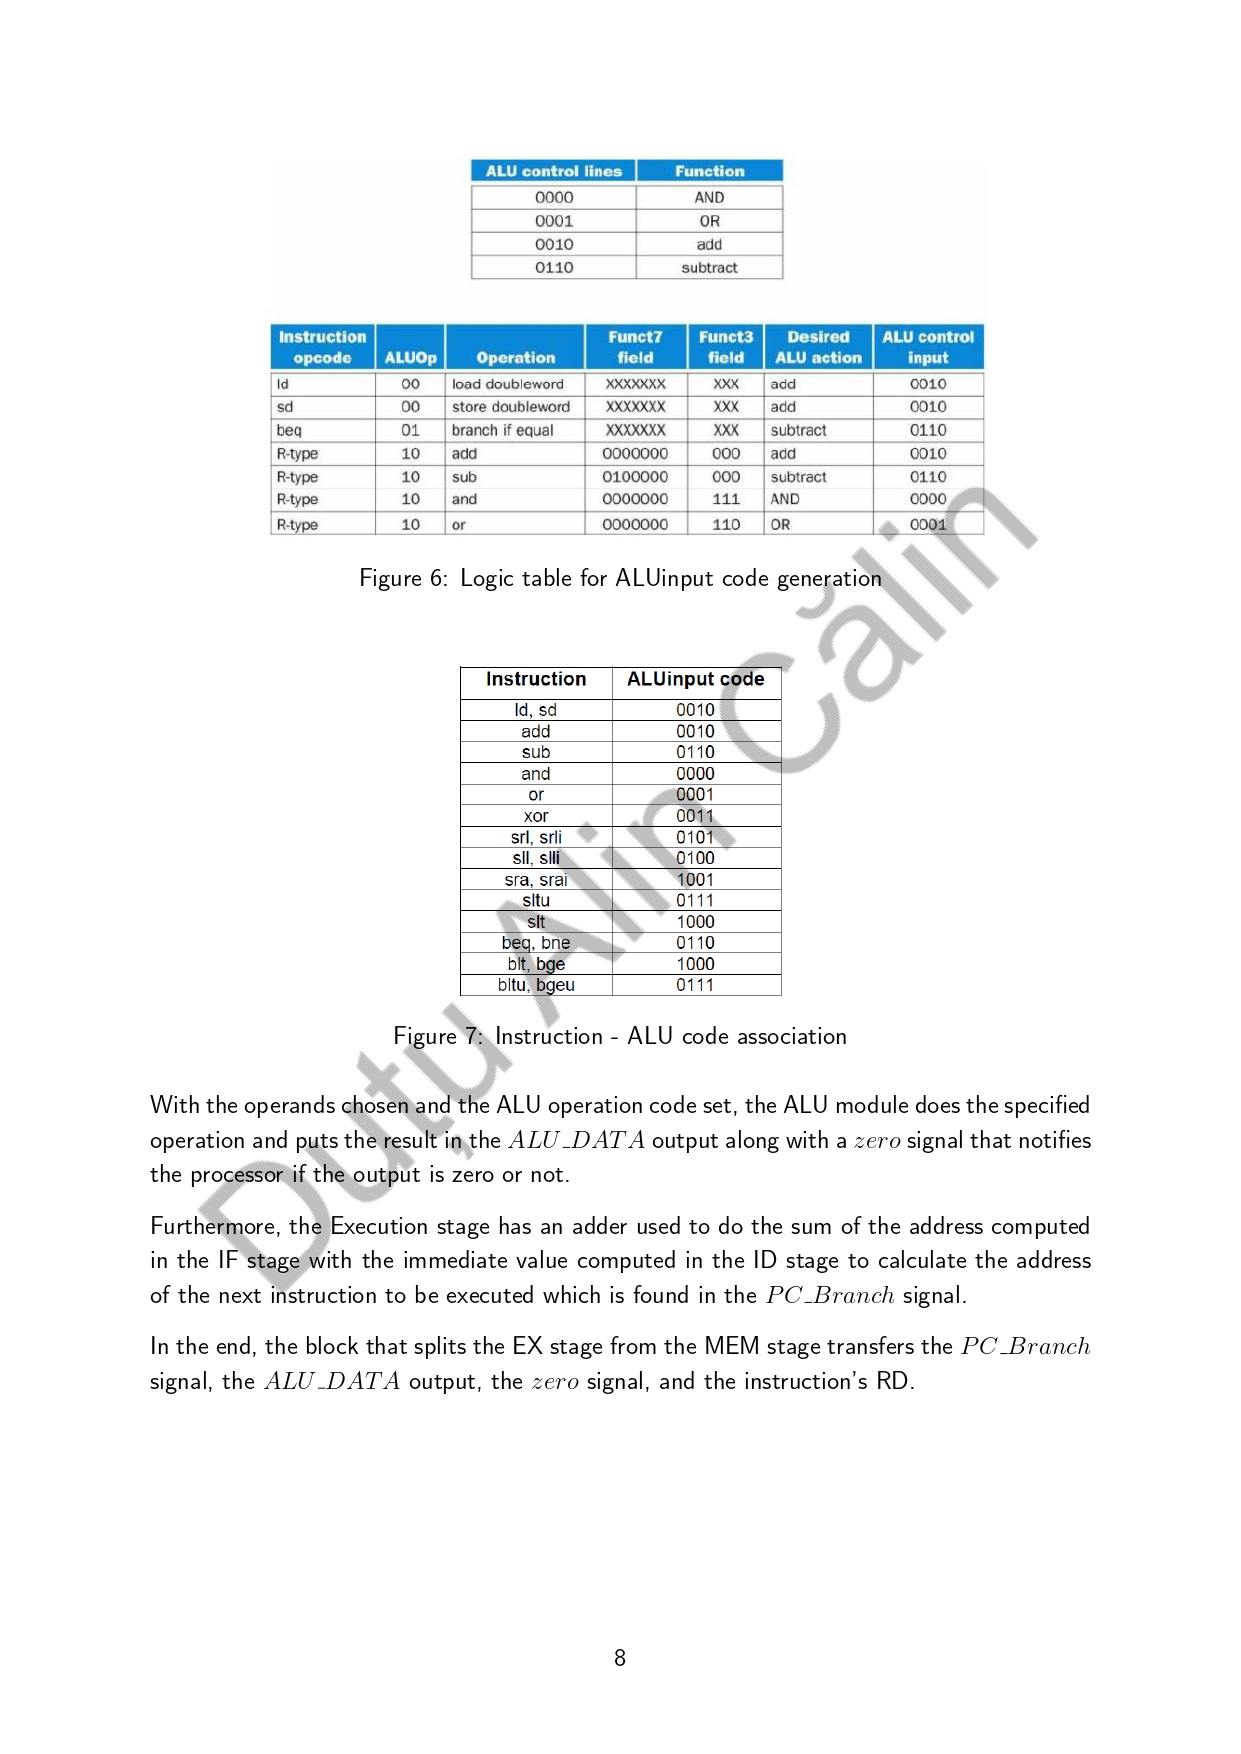 ALU control lines Function
0000 AND
0001 OR
0010 add
0110 subtract
Instruction opcode ALUOp Operation Funct7 field Funct3 field Desired ALU action ALU control input
ld 00 load doubleword XXXXXXX XXX add 0010
sd 00 store doubleword XXXXXXX XXX add 0010
beq 01 branch if equal XXXXXXX XXX subtract 0110
R-type 10 add 0000000 000 add 0010
R-type 10 sub 0100000 000 subtract 0110
R-type 10 and 0000000 111 AND 0000
R-type 10 or 0000000 110 OR 0001
Figure 6: Logic table for ALUinput code generation
Instruction ALUinput code
ld, sd 0010
add 0010
sub 0110
and 0000
or 0001
xor 0011
srl, srli 0101
sll, slli 0100
sra, srai 1001
sltu 0111
slt 1000
beq, bne 0110
blt, bge 1000
bltu, bgeu 0111
Figure 7: Instruction - ALU code association
With the operands chosen and the ALU operation code set, the ALU module does the specified
operation and puts the result in the ALU_DATA output along with a zero signal that notifies
the processor if the output is zero or not.
Furthermore, the Execution stage has an adder used to do the sum of the address computed
in the IF stage with the immediate value computed in the ID stage to calculate the address
of the next instruction to be executed which is found in the PC_Branch signal.
In the end, the block that splits the EX stage from the MEM stage transfers the PC_Branch
signal, the ALU_DATA output, the zero signal, and the instruction's RD.
8
Duțu Alin Călin